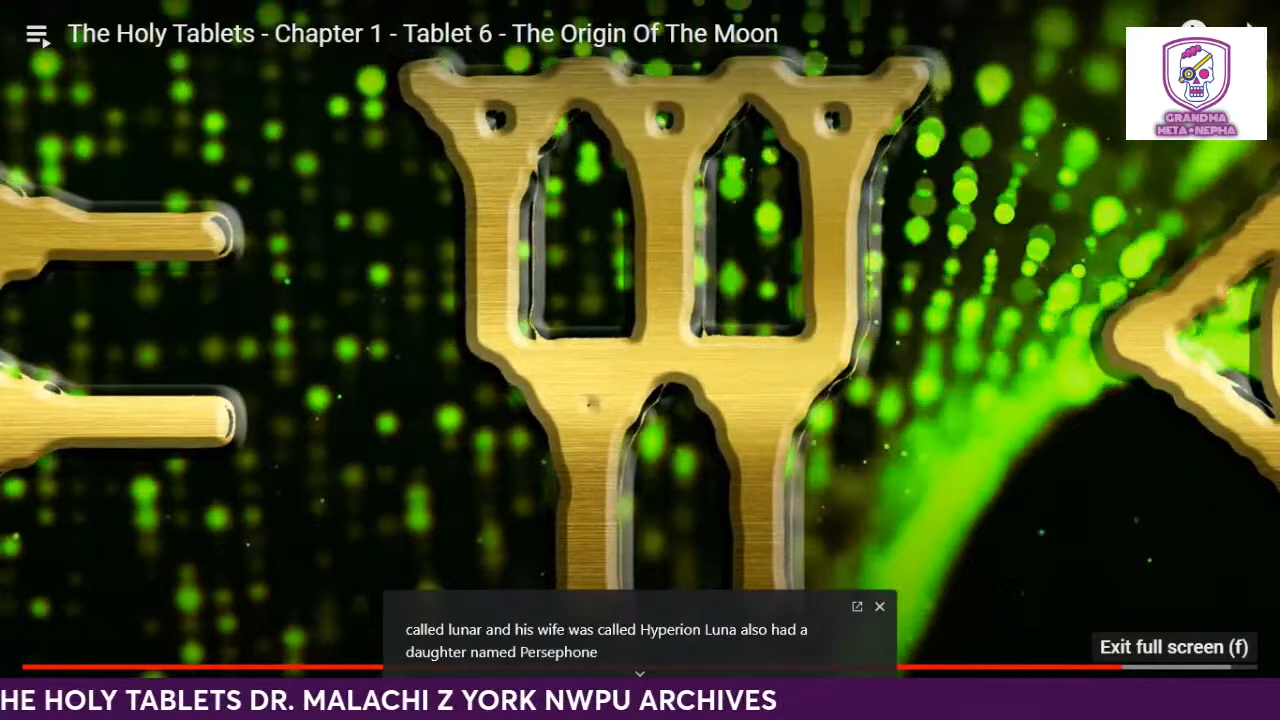 The Holy Tablets - Chapter 1 - Tablet 6 - The Origin Of The Moon
GRANDMA
META•NEPHA
called lunar and his wife was called Hyperion Luna also had a
daughter named Persephone
Exit full screen (f)
HE HOLY TABLETS DR. MALACHI Z YORK NWPU ARCHIVES